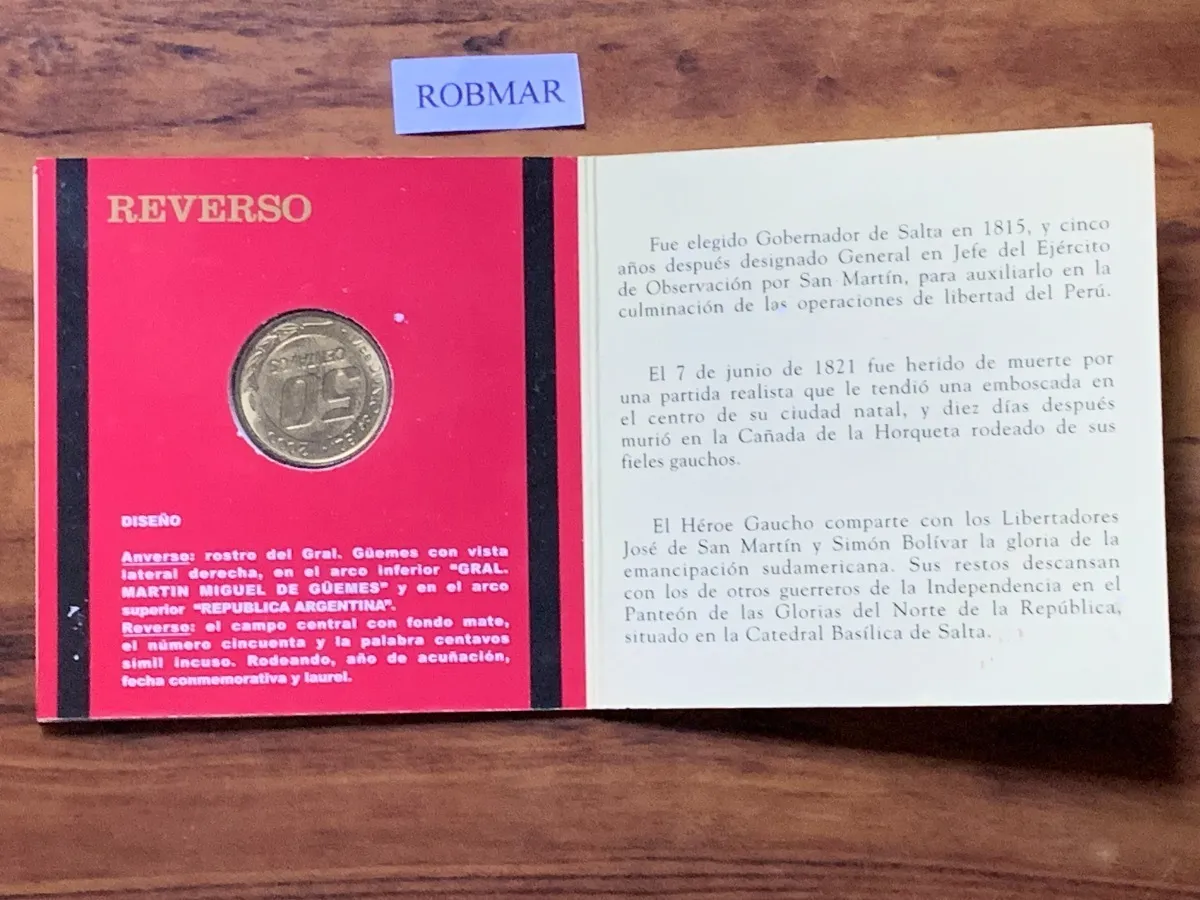 ROBMAR
REVERSO
50
CENTAVOS
DISEÑO
Anverso: rostro del Gral. Güemes con vista
lateral derecha, en el arco inferior "GRAL.
MARTIN MIGUEL DE GÜEMES" y en el arco
superior "REPUBLICA ARGENTINA".
Reverso: el campo central con fondo mate,
el número cincuenta y la palabra centavos
simil incuso. Rodeando, año de acuñación,
fecha conmemorativa y laurel.
Fue elegido Gobernador de Salta en 1815, y cinco
años después designado General en Jefe del Ejército
de Observación por San Martín, para auxiliarlo en la
culminación de las operaciones de libertad del Perú.
El 7 de junio de 1821 fue herido de muerte por
una partida realista que le tendió una emboscada en
el centro de su ciudad natal, y diez días después
murió en la Cañada de la Horqueta rodeado de sus
fieles gauchos.
El Héroe Gaucho comparte con los Libertadores
José de San Martín y Simón Bolívar la gloria de la
emancipación sudamericana. Sus restos descansan
con los de otros guerreros de la Independencia en el
Panteón de las Glorias del Norte de la República,
situado en la Catedral Basílica de Salta.